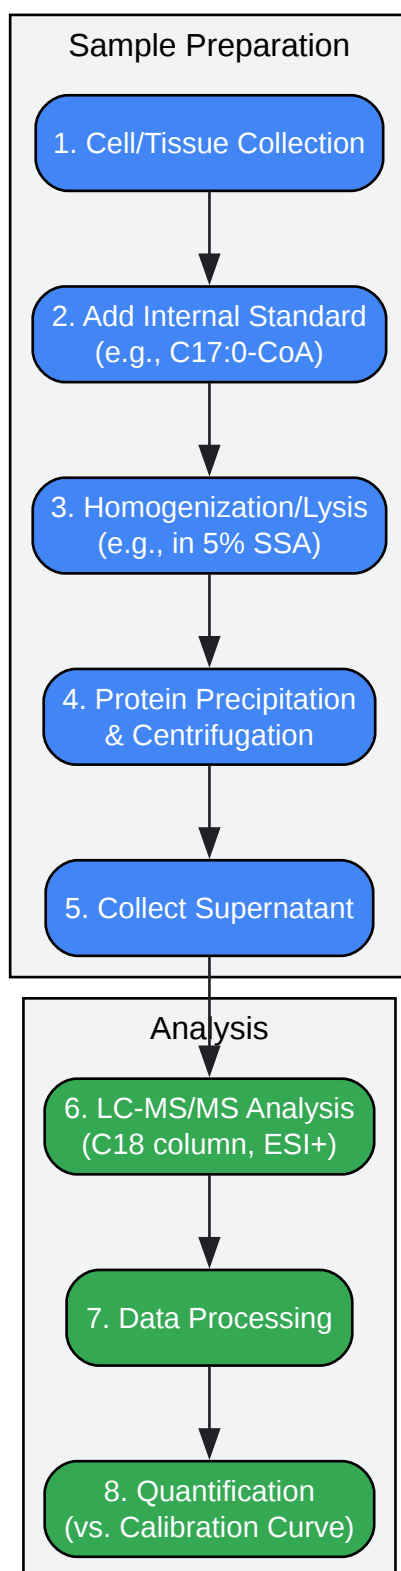 Sample Preparation
1. Cell/Tissue Collection
2. Add Internal Standard
(e.g., C17:0-CoA)
3. Homogenization/Lysis
(e.g., in 5% SSA)
4. Protein Precipitation
& Centrifugation
5. Collect Supernatant
Analysis
6. LC-MS/MS Analysis
(C18 column, ESI+)
7. Data Processing
8. Quantification
(vs. Calibration Curve)